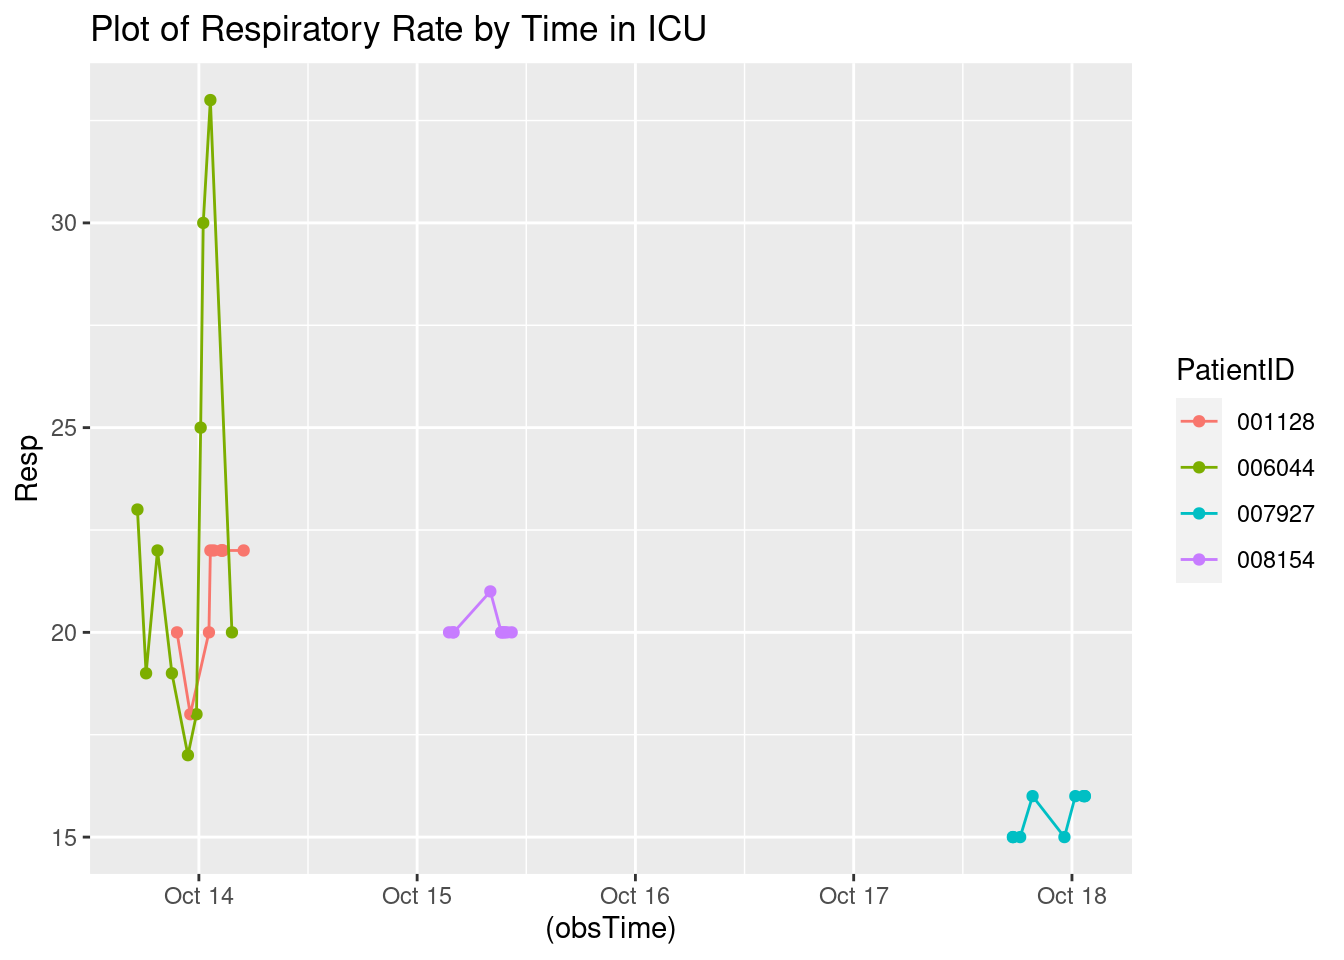 Plot of Respiratory Rate by Time in ICU
Resp
30
25
20
15
Oct 14
Oct 15
Oct 16
Oct 17
Oct 18
(obsTime)
PatientID
001128
006044
007927
008154